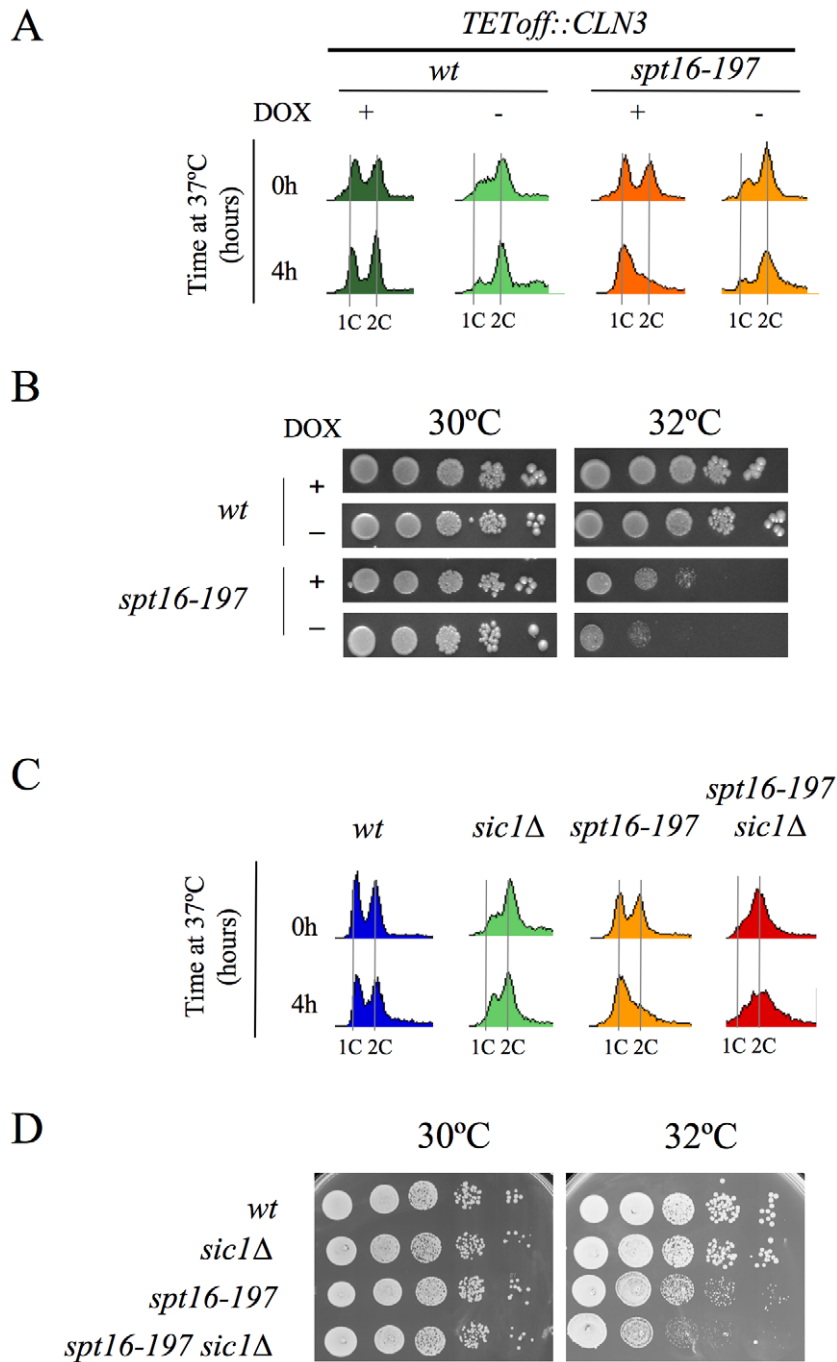 A
TEToff::CLN3
wt spt16-197
DOX + - + -
Time at 37ºC
(hours)
0h
4h
1C 2C 1C 2C 1C 2C 1C 2C
B
DOX 30ºC 32ºC
wt
+
–
spt16-197
+
–
C
wt sic1Δ spt16-197 spt16-197
sic1Δ
Time at 37ºC
(hours)
0h
4h
1C 2C 1C 2C 1C 2C 1C 2C
D
30ºC 32ºC
wt
sic1Δ
spt16-197
spt16-197 sic1Δ